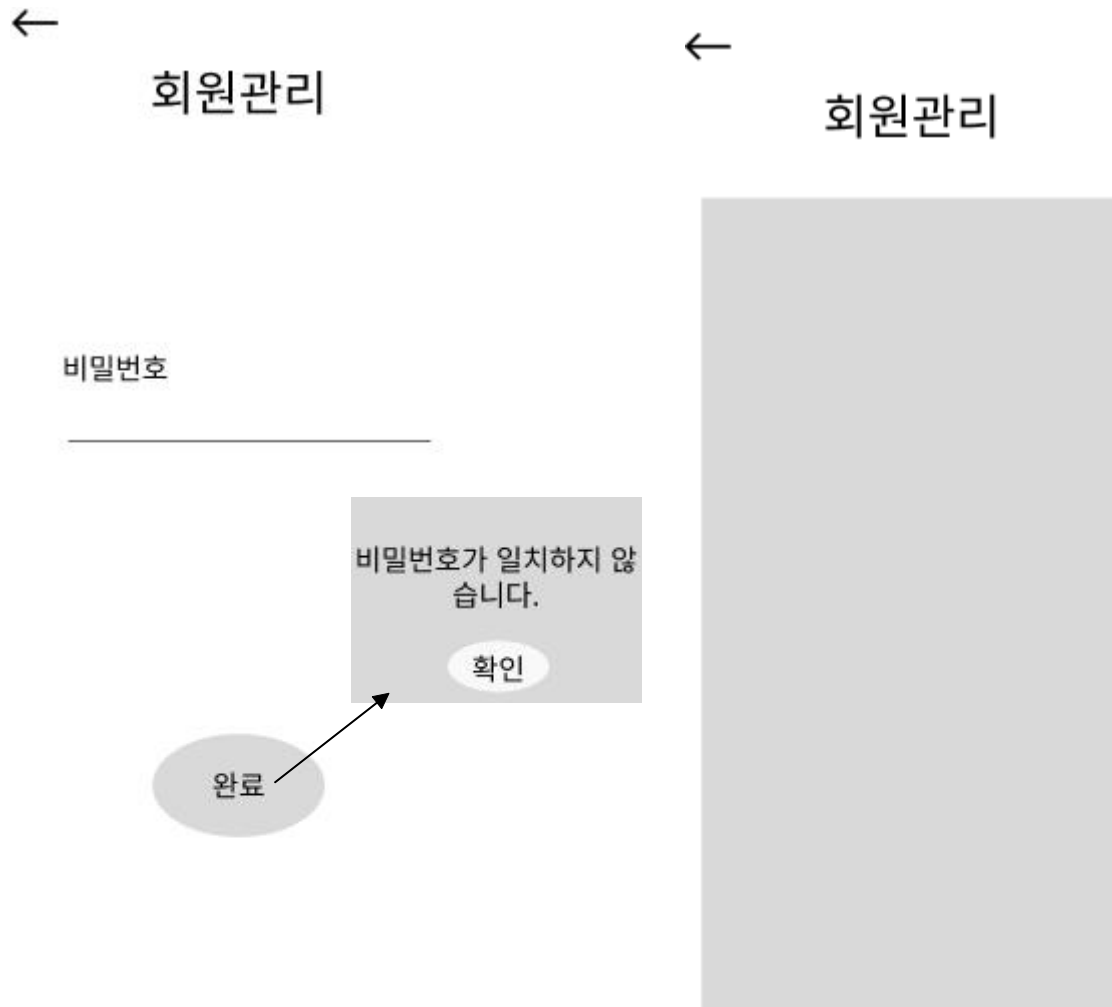 회원관리
비밀번호
비밀번호가 일치하지 않
습니다.
확인
완료
회원관리